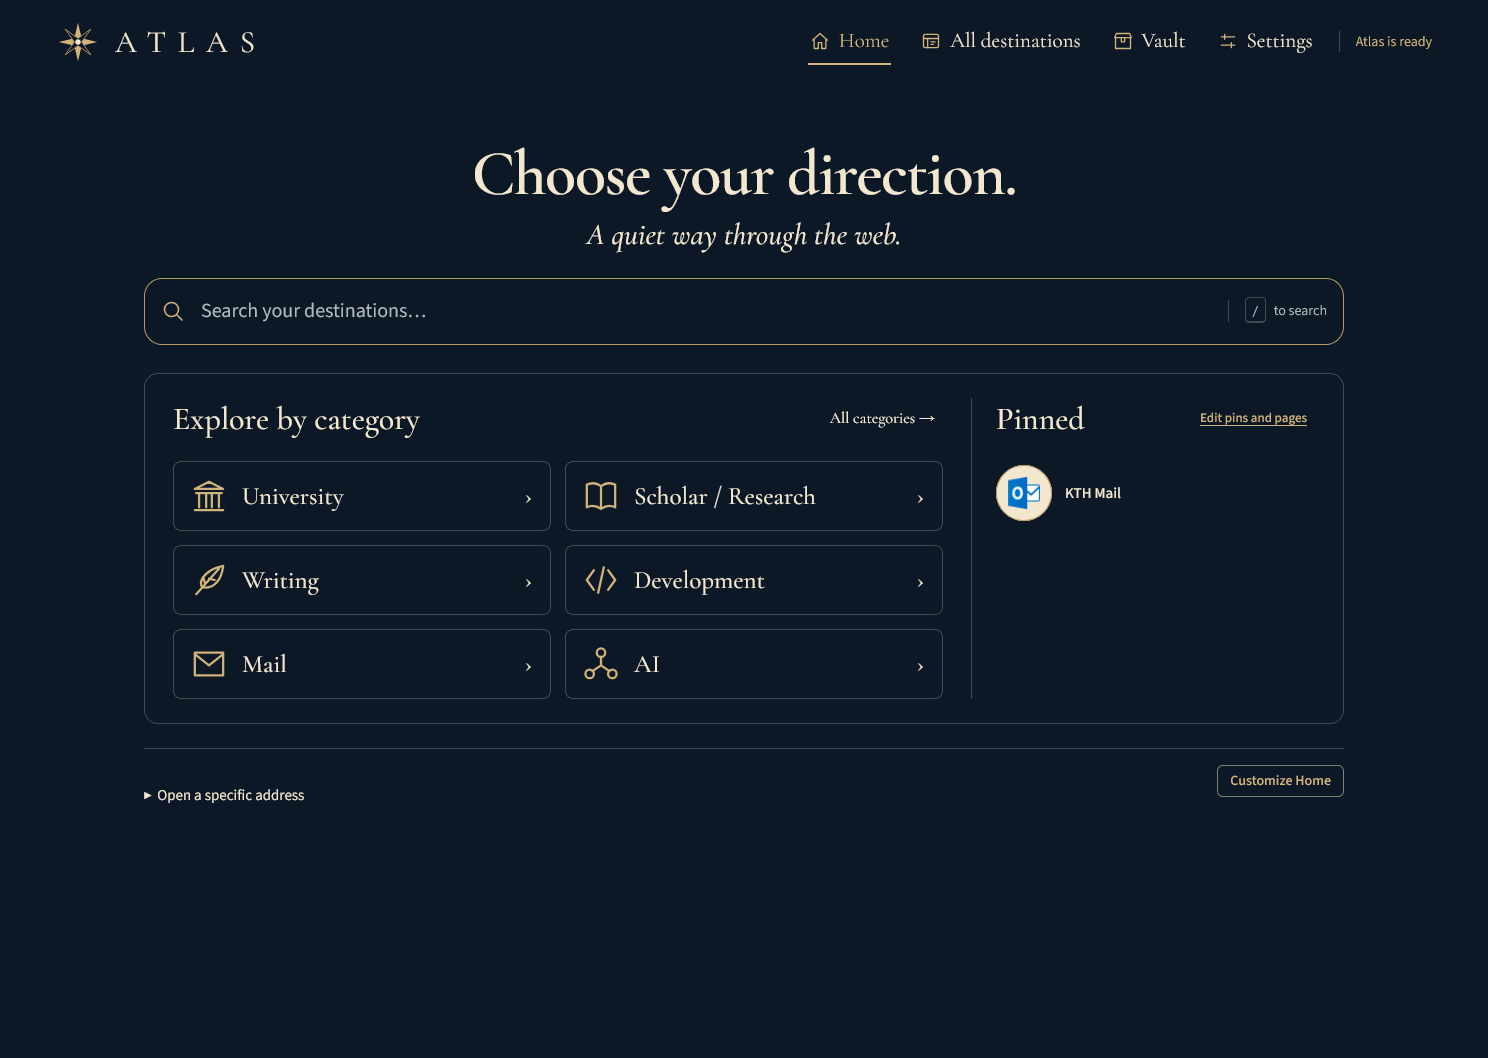 ATLAS
Home
All destinations
Vault
Settings
Atlas is ready
Choose your direction.
A quiet way through the web.
Search your destinations...
/ to search
Explore by category
All categories →
University ›
Scholar / Research ›
Writing ›
Development ›
Mail ›
AI ›
Pinned
Edit pins and pages
KTH Mail
▸ Open a specific address
Customize Home